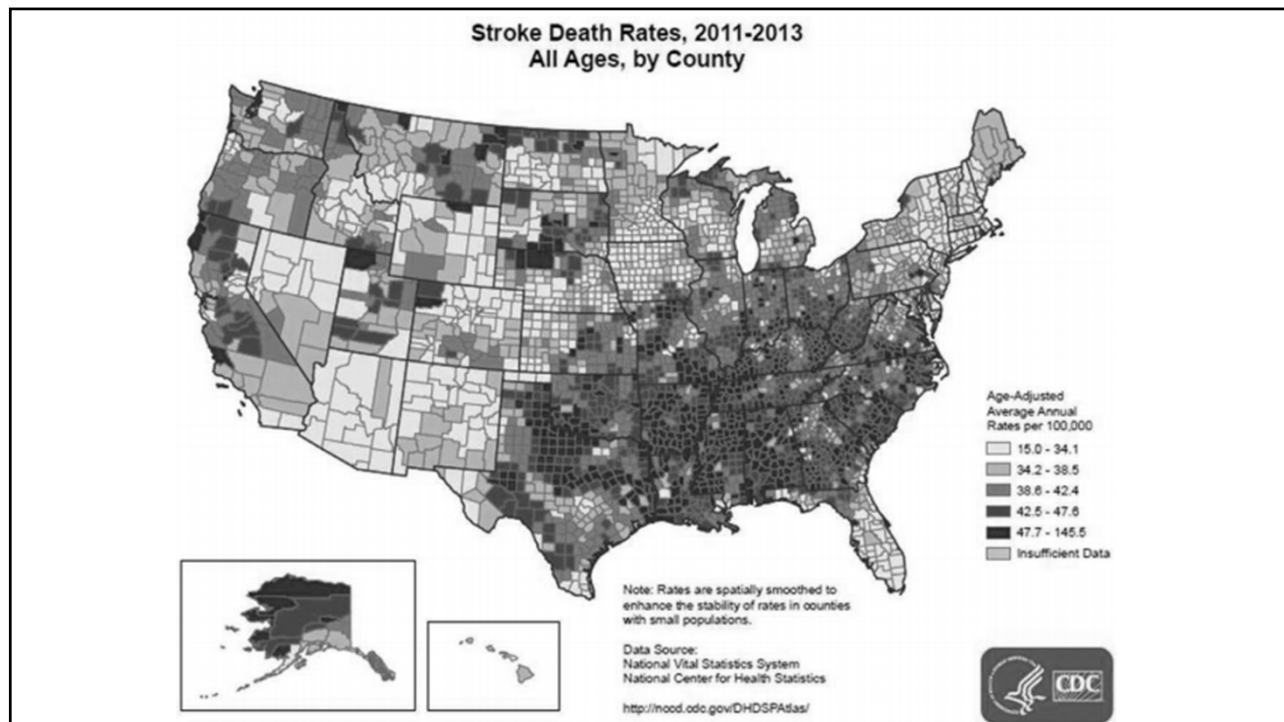 Stroke Death Rates, 2011-2013
All Ages, by County
Age-Adjusted
Average Annual
Rates per 100,000
15.0 - 34.1
34.2 - 38.5
38.6 - 42.4
42.5 - 47.6
47.7 - 145.5
Insufficient Data
Note: Rates are spatially smoothed to
enhance the stability of rates in counties
with small populations.
Data Source:
National Vital Statistics System
National Center for Health Statistics
http://nccd.cdc.gov/DHDSPAtlas/
CDC